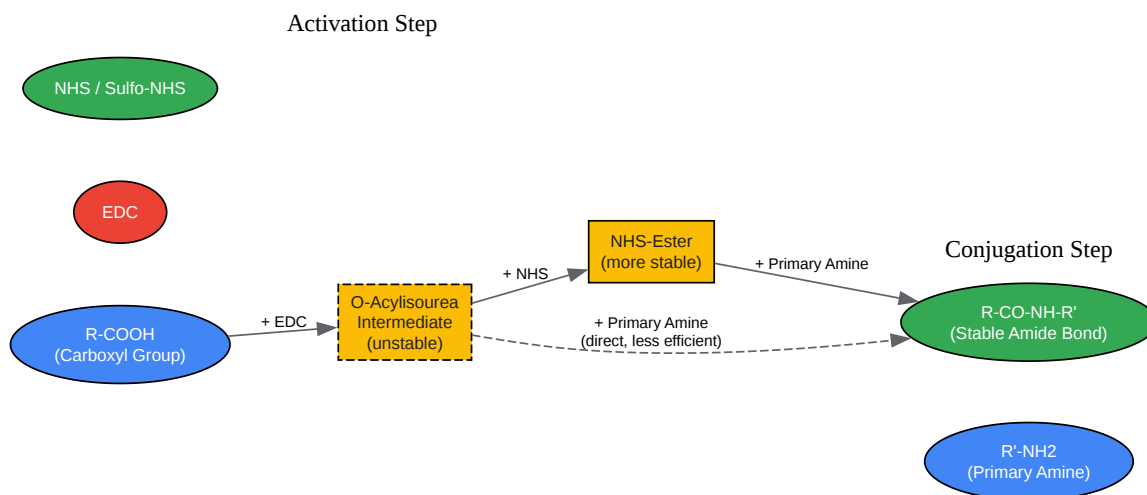 Activation Step
NHS / Sulfo-NHS
EDC
R-COOH
(Carboxyl Group)
+ EDC
O-Acylisourea
Intermediate
(unstable)
+ NHS
NHS-Ester
(more stable)
+ Primary Amine
+ Primary Amine
(direct, less efficient)
Conjugation Step
R-CO-NH-R'
(Stable Amide Bond)
R'-NH2
(Primary Amine)